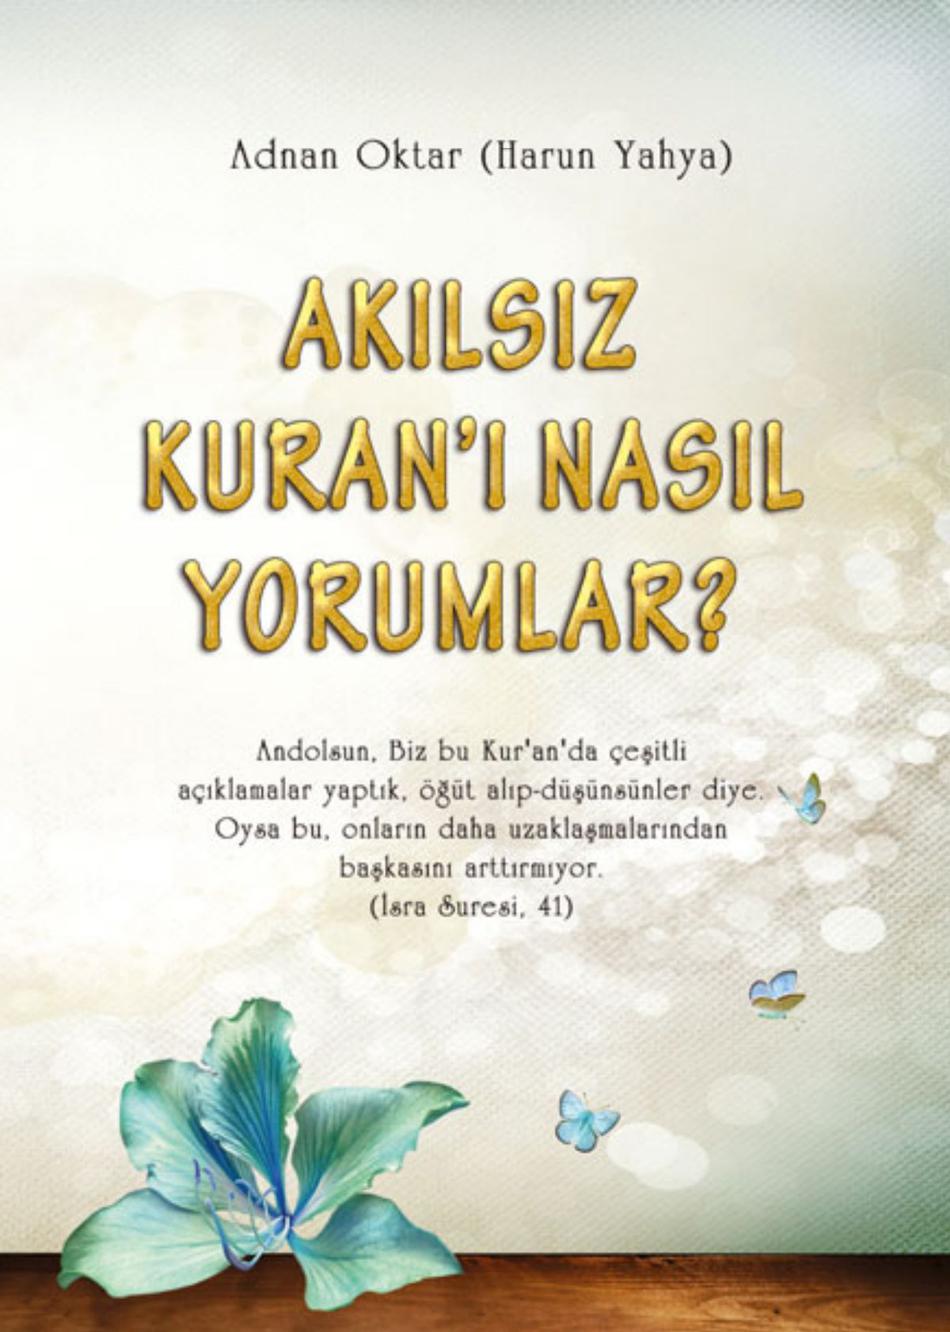 Adnan Oktar (Harun Yahya)
AKILSIZ
KURAN'I NASIL
YORUMLAR?
Andolsun, Biz bu Kur'an'da çeşitli
açıklamalar yaptık, öğüt alıp-düşünsünler diye.
Oysa bu, onların daha uzaklaşmalarından
başkasını arttırmıyor.
(İsra Suresi, 41)